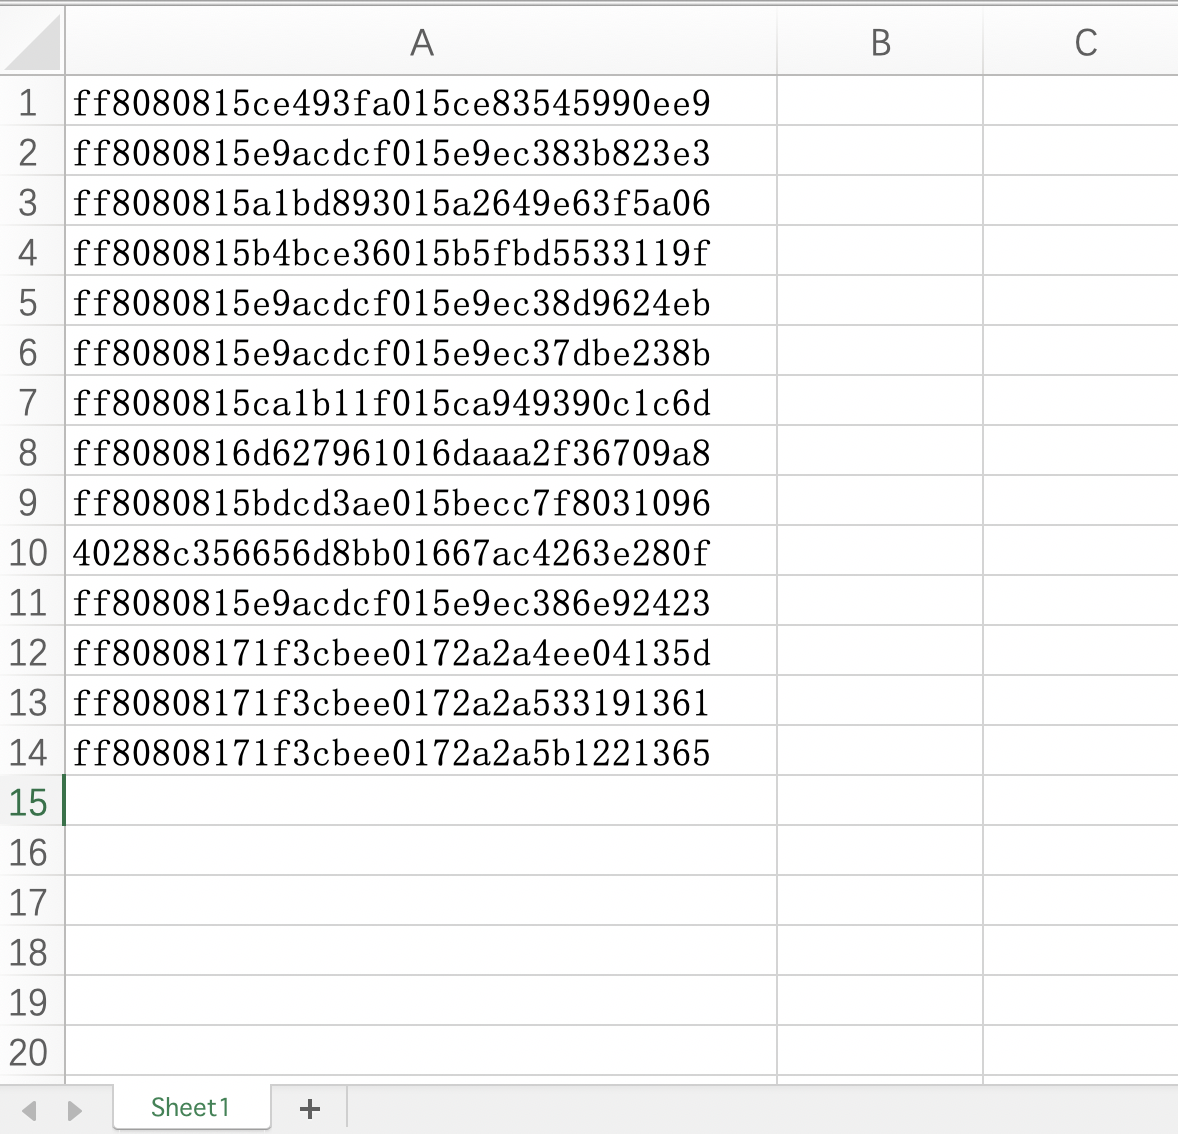 A B C
1 ff8080815ce493fa015ce83545990ee9
2 ff8080815e9acdcf015e9ec383b823e3
3 ff8080815a1bd893015a2649e63f5a06
4 ff8080815b4bce36015b5fbd5533119f
5 ff8080815e9acdcf015e9ec38d9624eb
6 ff8080815e9acdcf015e9ec37dbe238b
7 ff8080815ca1b11f015ca949390c1c6d
8 ff8080816d627961016daaa2f36709a8
9 ff8080815bdcd3ae015becc7f8031096
10 40288c356656d8bb01667ac4263e280f
11 ff8080815e9acdcf015e9ec386e92423
12 ff80808171f3cbee0172a2a4ee04135d
13 ff80808171f3cbee0172a2a533191361
14 ff80808171f3cbee0172a2a5b1221365
15
16
17
18
19
20
Sheet1 +